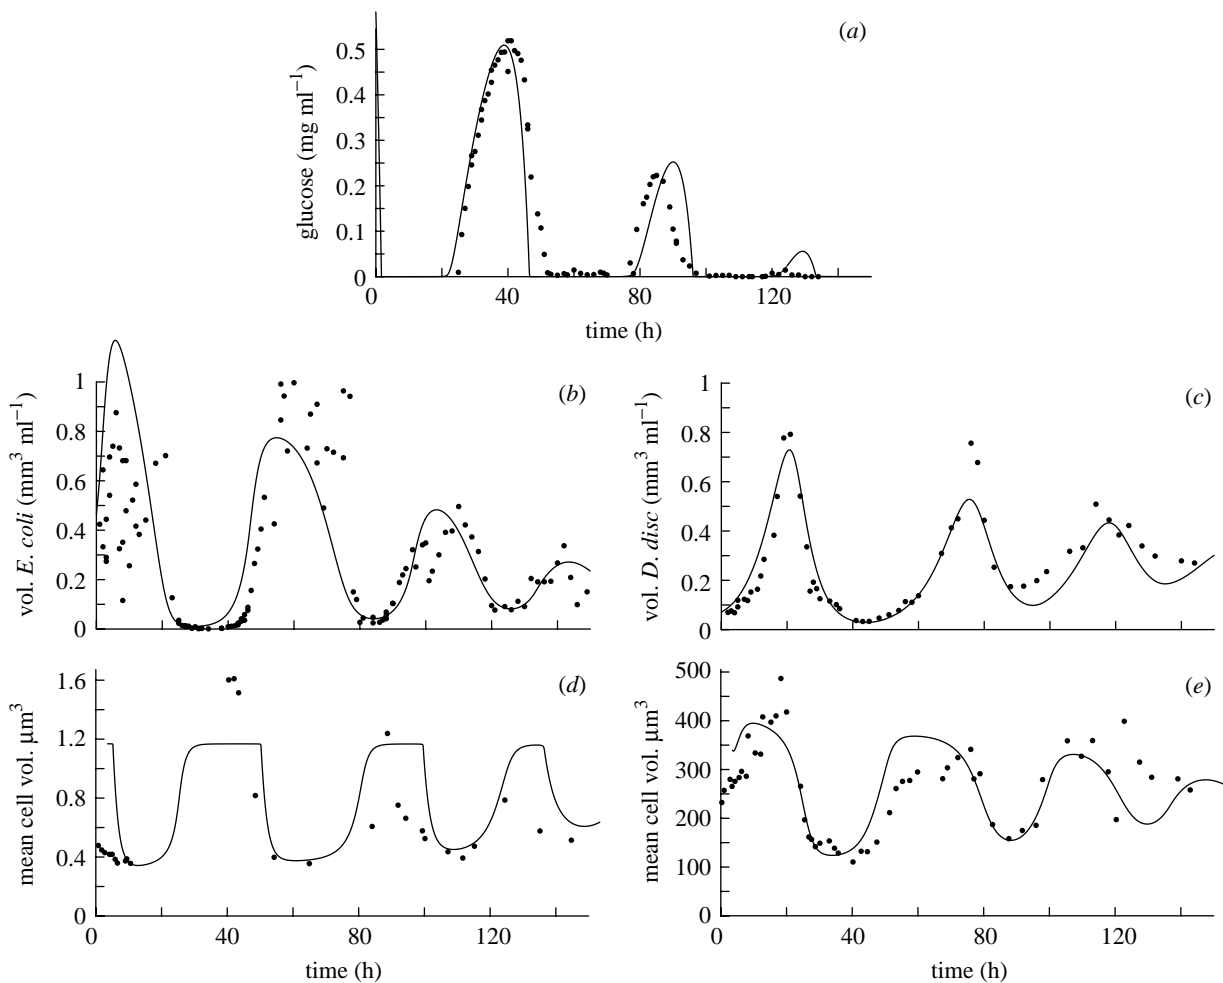 (a)
0.5
0.4
0.3
0.2
0.1
0
glucose (mg ml⁻¹)
0 40 80 120
time (h)
(b)
1
0.8
0.6
0.4
0.2
0
vol. E. coli (mm³ ml⁻¹)
(c)
1
0.8
0.6
0.4
0.2
0
vol. D. disc (mm³ ml⁻¹)
(d)
1.6
1.2
0.8
0.4
0
mean cell vol. μm³
0 40 80 120
time (h)
(e)
500
400
300
200
100
0
mean cell vol. μm³
0 40 80 120
time (h)